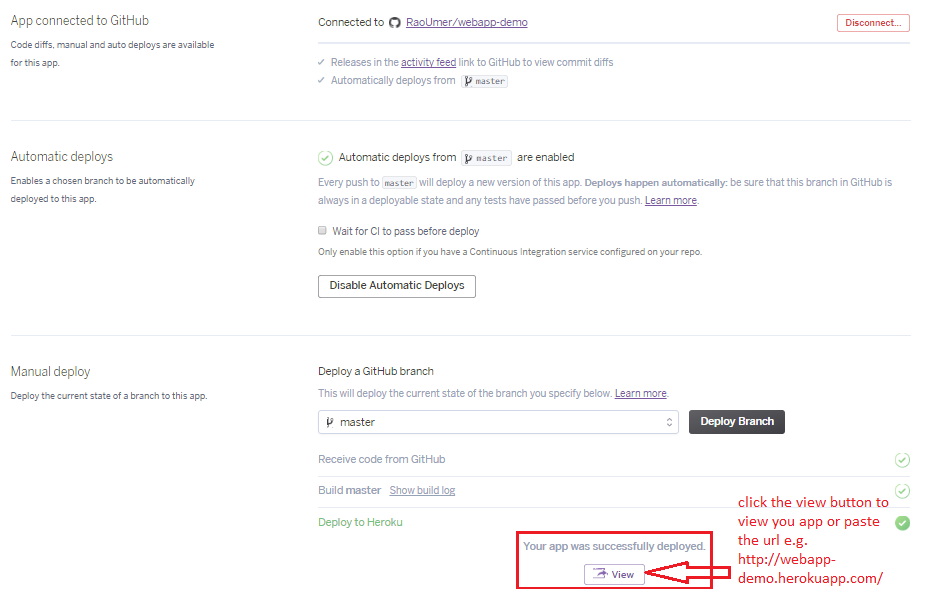 App connected to GitHub
Code diffs, manual and auto deploys are available
for this app.
Connected to RaoUmer/webapp-demo
Disconnect...
Releases in the activity feed link to GitHub to view commit diffs
Automatically deploys from master
Automatic deploys
Enables a chosen branch to be automatically
deployed to this app.
Automatic deploys from master are enabled
Every push to master will deploy a new version of this app. Deploys happen automatically: be sure that this branch in GitHub is
always in a deployable state and any tests have passed before you push. Learn more.
Wait for CI to pass before deploy
Only enable this option if you have a Continuous Integration service configured on your repo.
Disable Automatic Deploys
Manual deploy
Deploy the current state of a branch to this app.
Deploy a GitHub branch
This will deploy the current state of the branch you specify below. Learn more.
master
Deploy Branch
Receive code from GitHub
Build master Show build log
Deploy to Heroku
Your app was successfully deployed.
View
click the view button to
view you app or paste
the url e.g.
http://webapp-
demo.herokuapp.com/